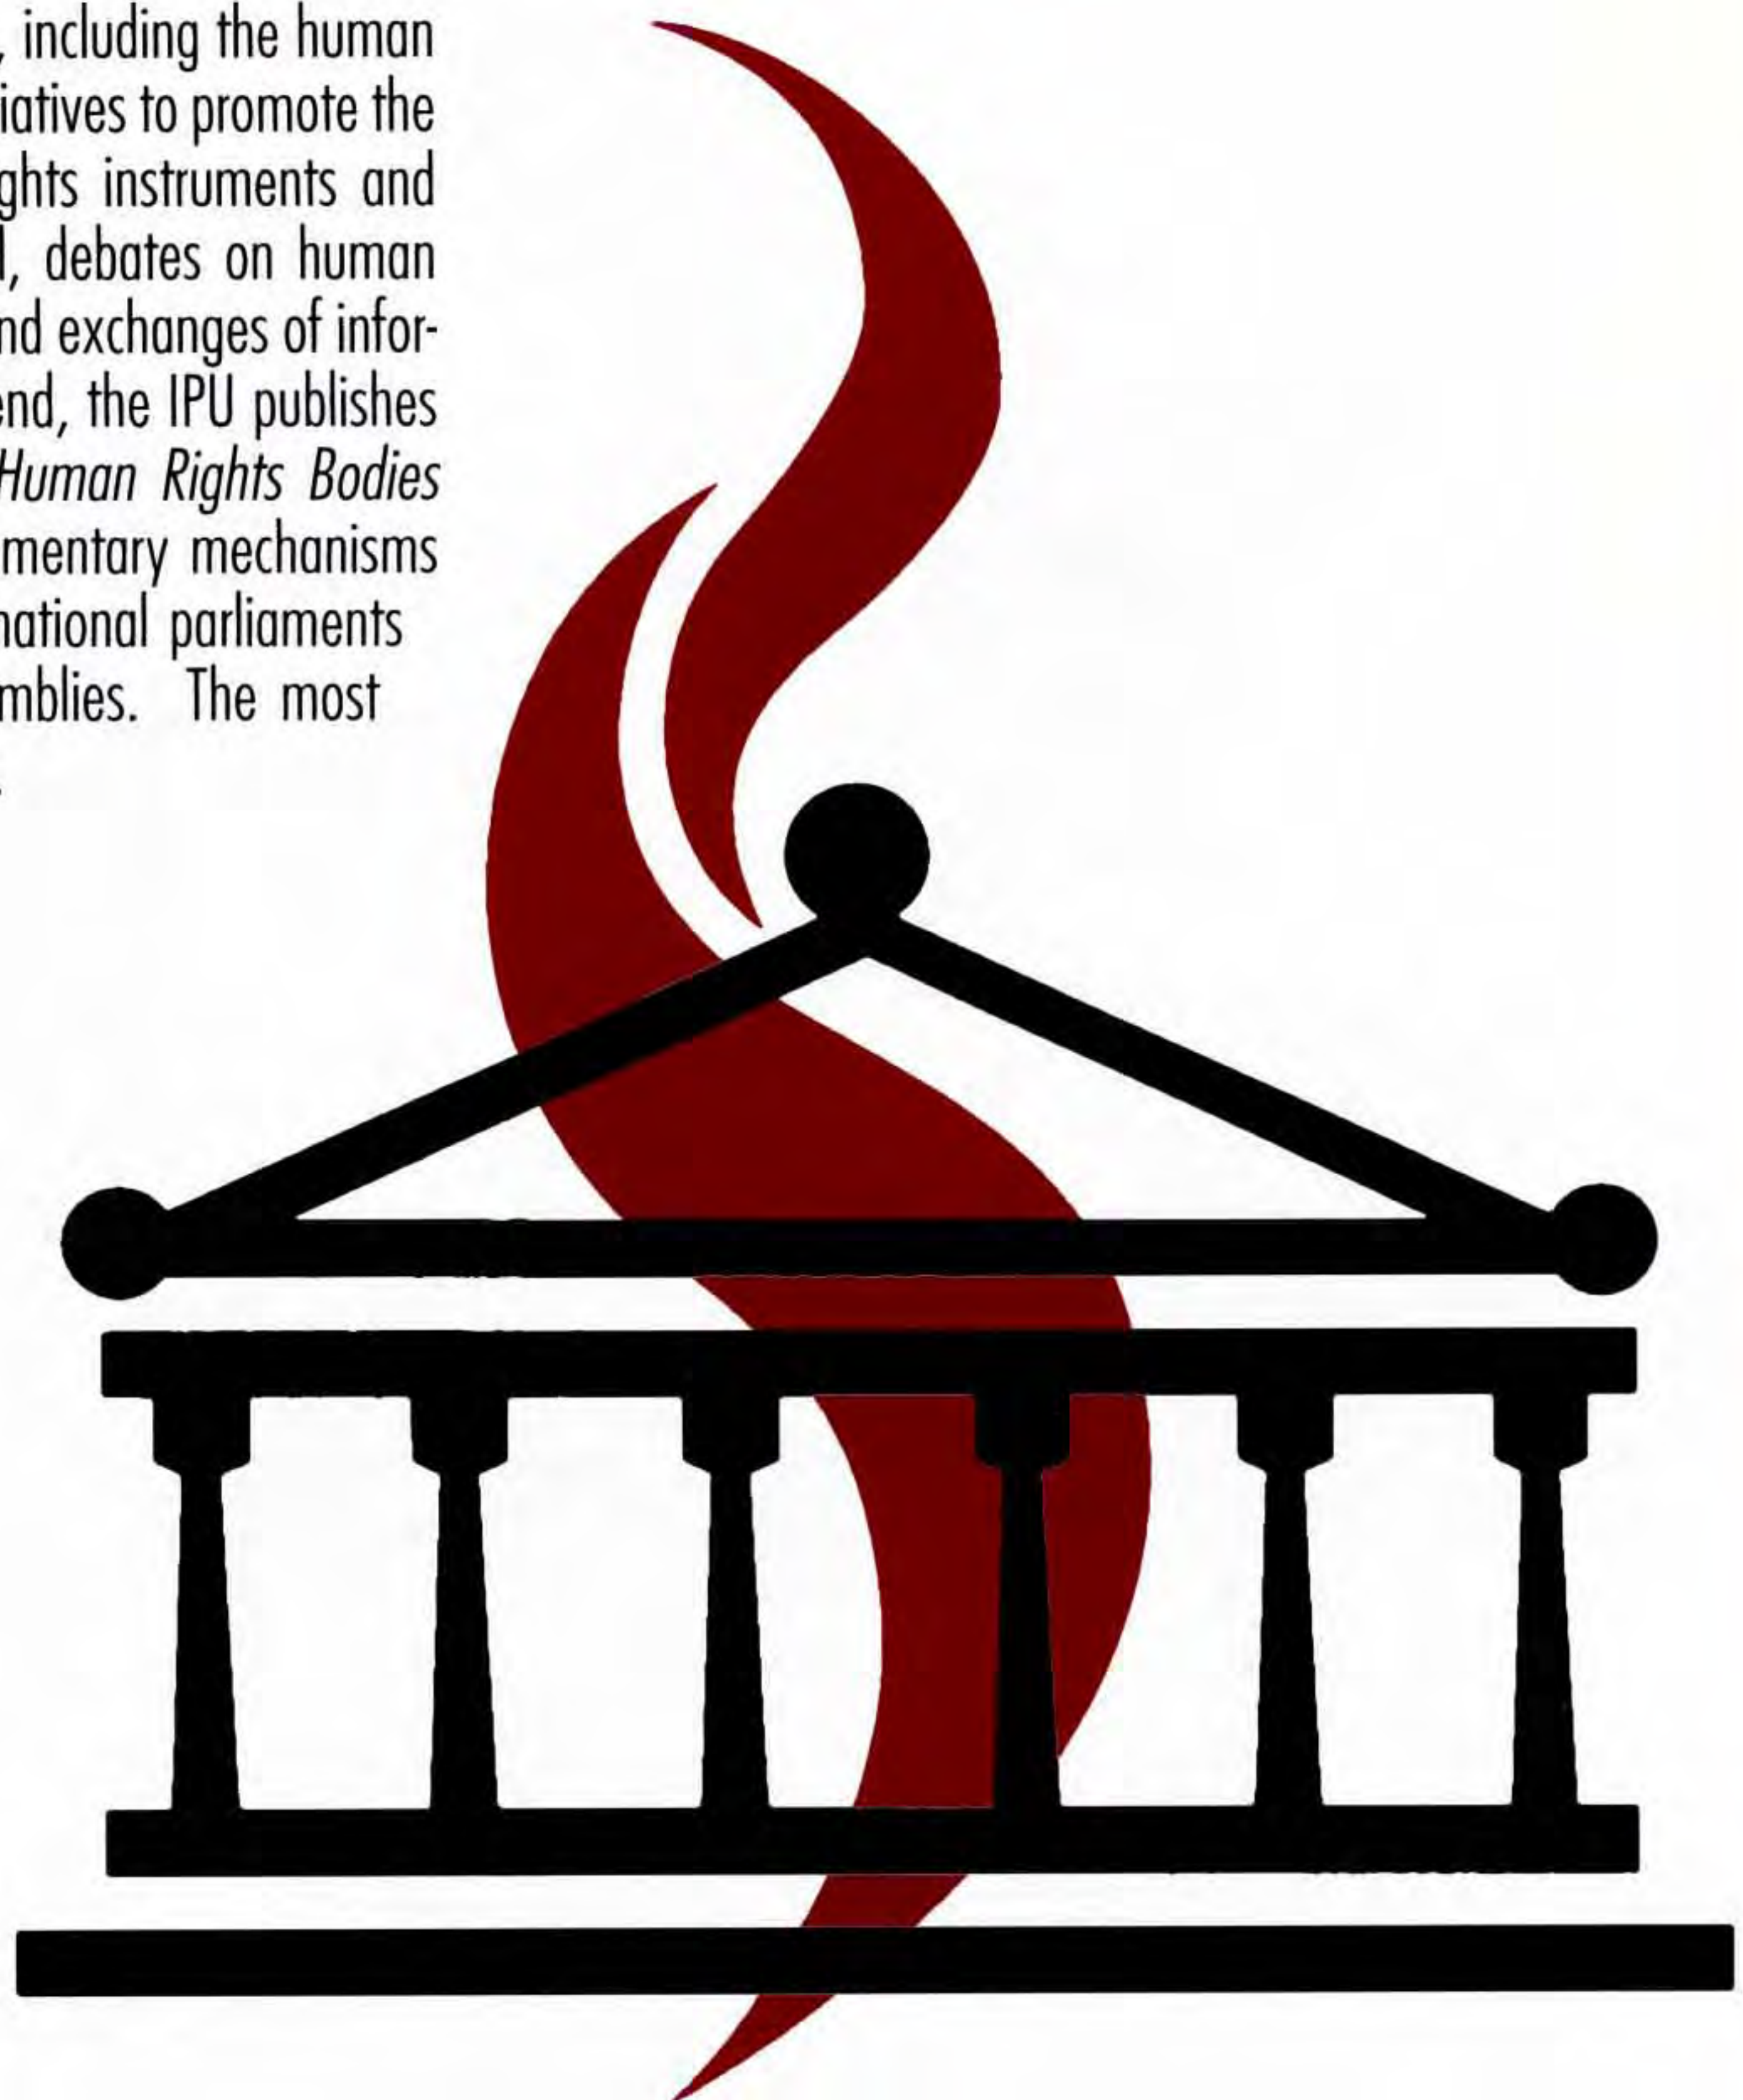 , including the human
iatives to promote the
ghts instruments and
l, debates on human
nd exchanges of infor-
end, the IPU publishes
Human Rights Bodies
mentary mechanisms
national parliaments
mblies. The most